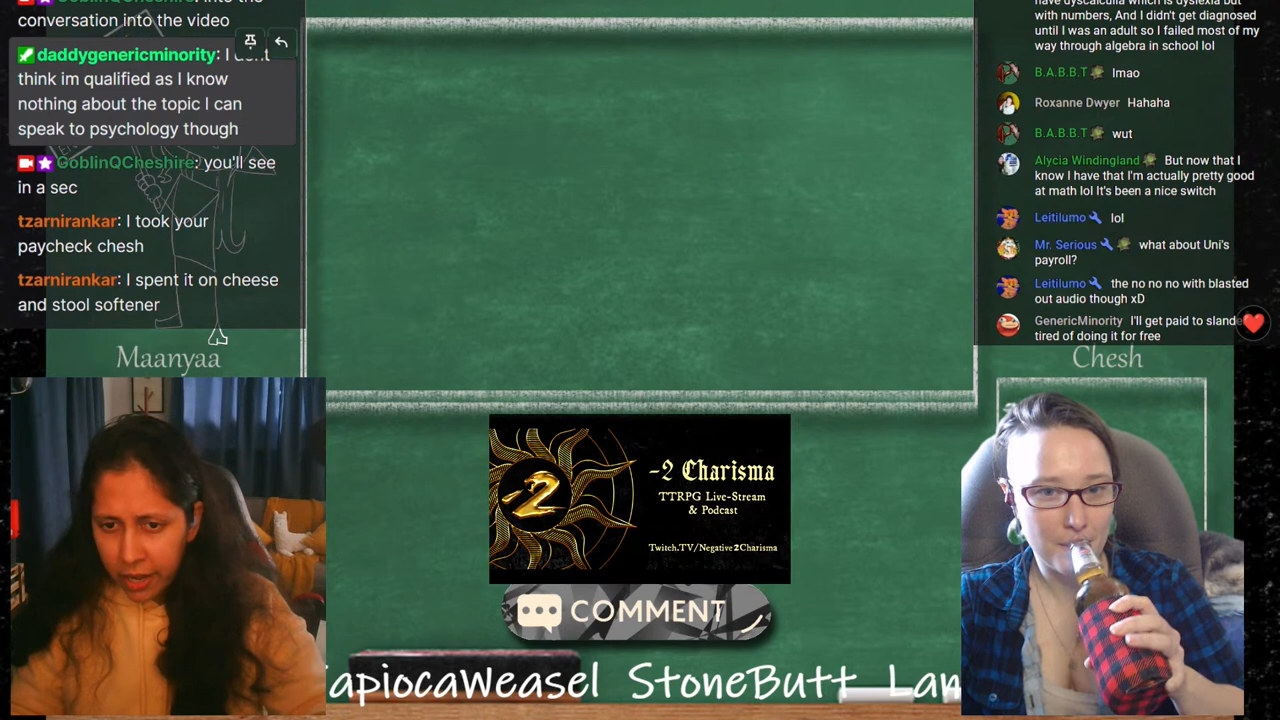 GoblinQCheshire: into the
conversation into the video
daddygenericminority: I dont
think im qualified as I know
nothing about the topic I can
speak to psychology though
GoblinQCheshire: you'll see
in a sec
tzarnirankar: I took your
paycheck chesh
tzarnirankar: I spent it on cheese
and stool softener
Maanyaa
have dyscalculia which is dyslexia but
with numbers, And I didn't get diagnosed
until I was an adult so I failed most of my
way through algebra in school lol
B.A.B.B.T lmao
Roxanne Dwyer Hahaha
B.A.B.B.T wut
Alycia Windingland But now that I
know I have that I'm actually pretty good
at math lol It's been a nice switch
Leitilumo lol
Mr. Serious what about Uni's
payroll?
Leitilumo the no no no with blasted
out audio though xD
GenericMinority I'll get paid to slander
tired of doing it for free
Chesh
-2
-2 Charisma
TTRPG Live-Stream
& Podcast
Twitch.TV/Negative2Charisma
COMMENT
apiocaWeasel StoneButt Lan